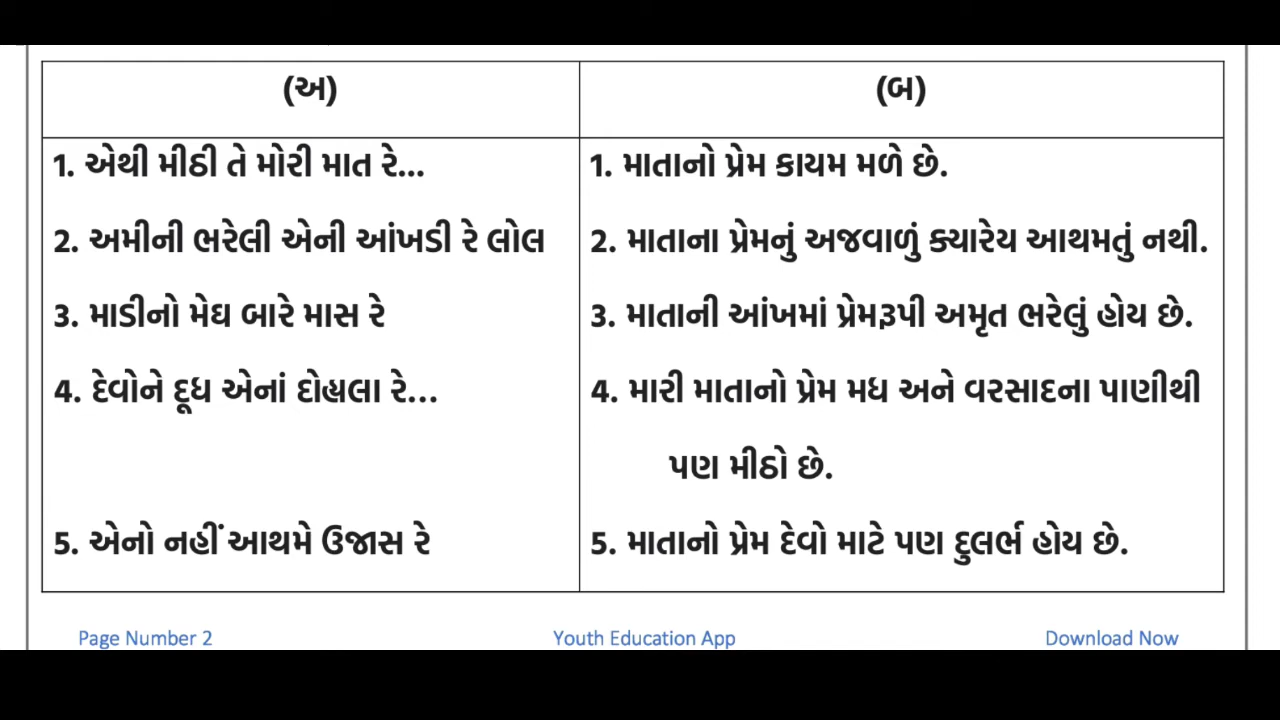 (અ) (બ)
1. એથી મીઠી તે મોરી માત રે... 1. માતાનો પ્રેમ કાયમ મળે છે.
2. અમીની ભરેલી એની આંખડી રે લોલ 2. માતાના પ્રેમનું અજવાળું ક્યારેય આથમતું નથી.
3. માડીનો મેઘ બારે માસ રે 3. માતાની આંખમાં પ્રેમરૂપી અમૃત ભરેલું હોય છે.
4. દેવોને દૂધ એનાં દોહ્યલા રે... 4. મારી માતાનો પ્રેમ મધ અને વરસાદના પાણીથી
પણ મીઠો છે.
5. એનો નહીં આથમે ઉજાસ રે 5. માતાનો પ્રેમ દેવો માટે પણ દુલર્ભ હોય છે.
Page Number 2 Youth Education App Download Now